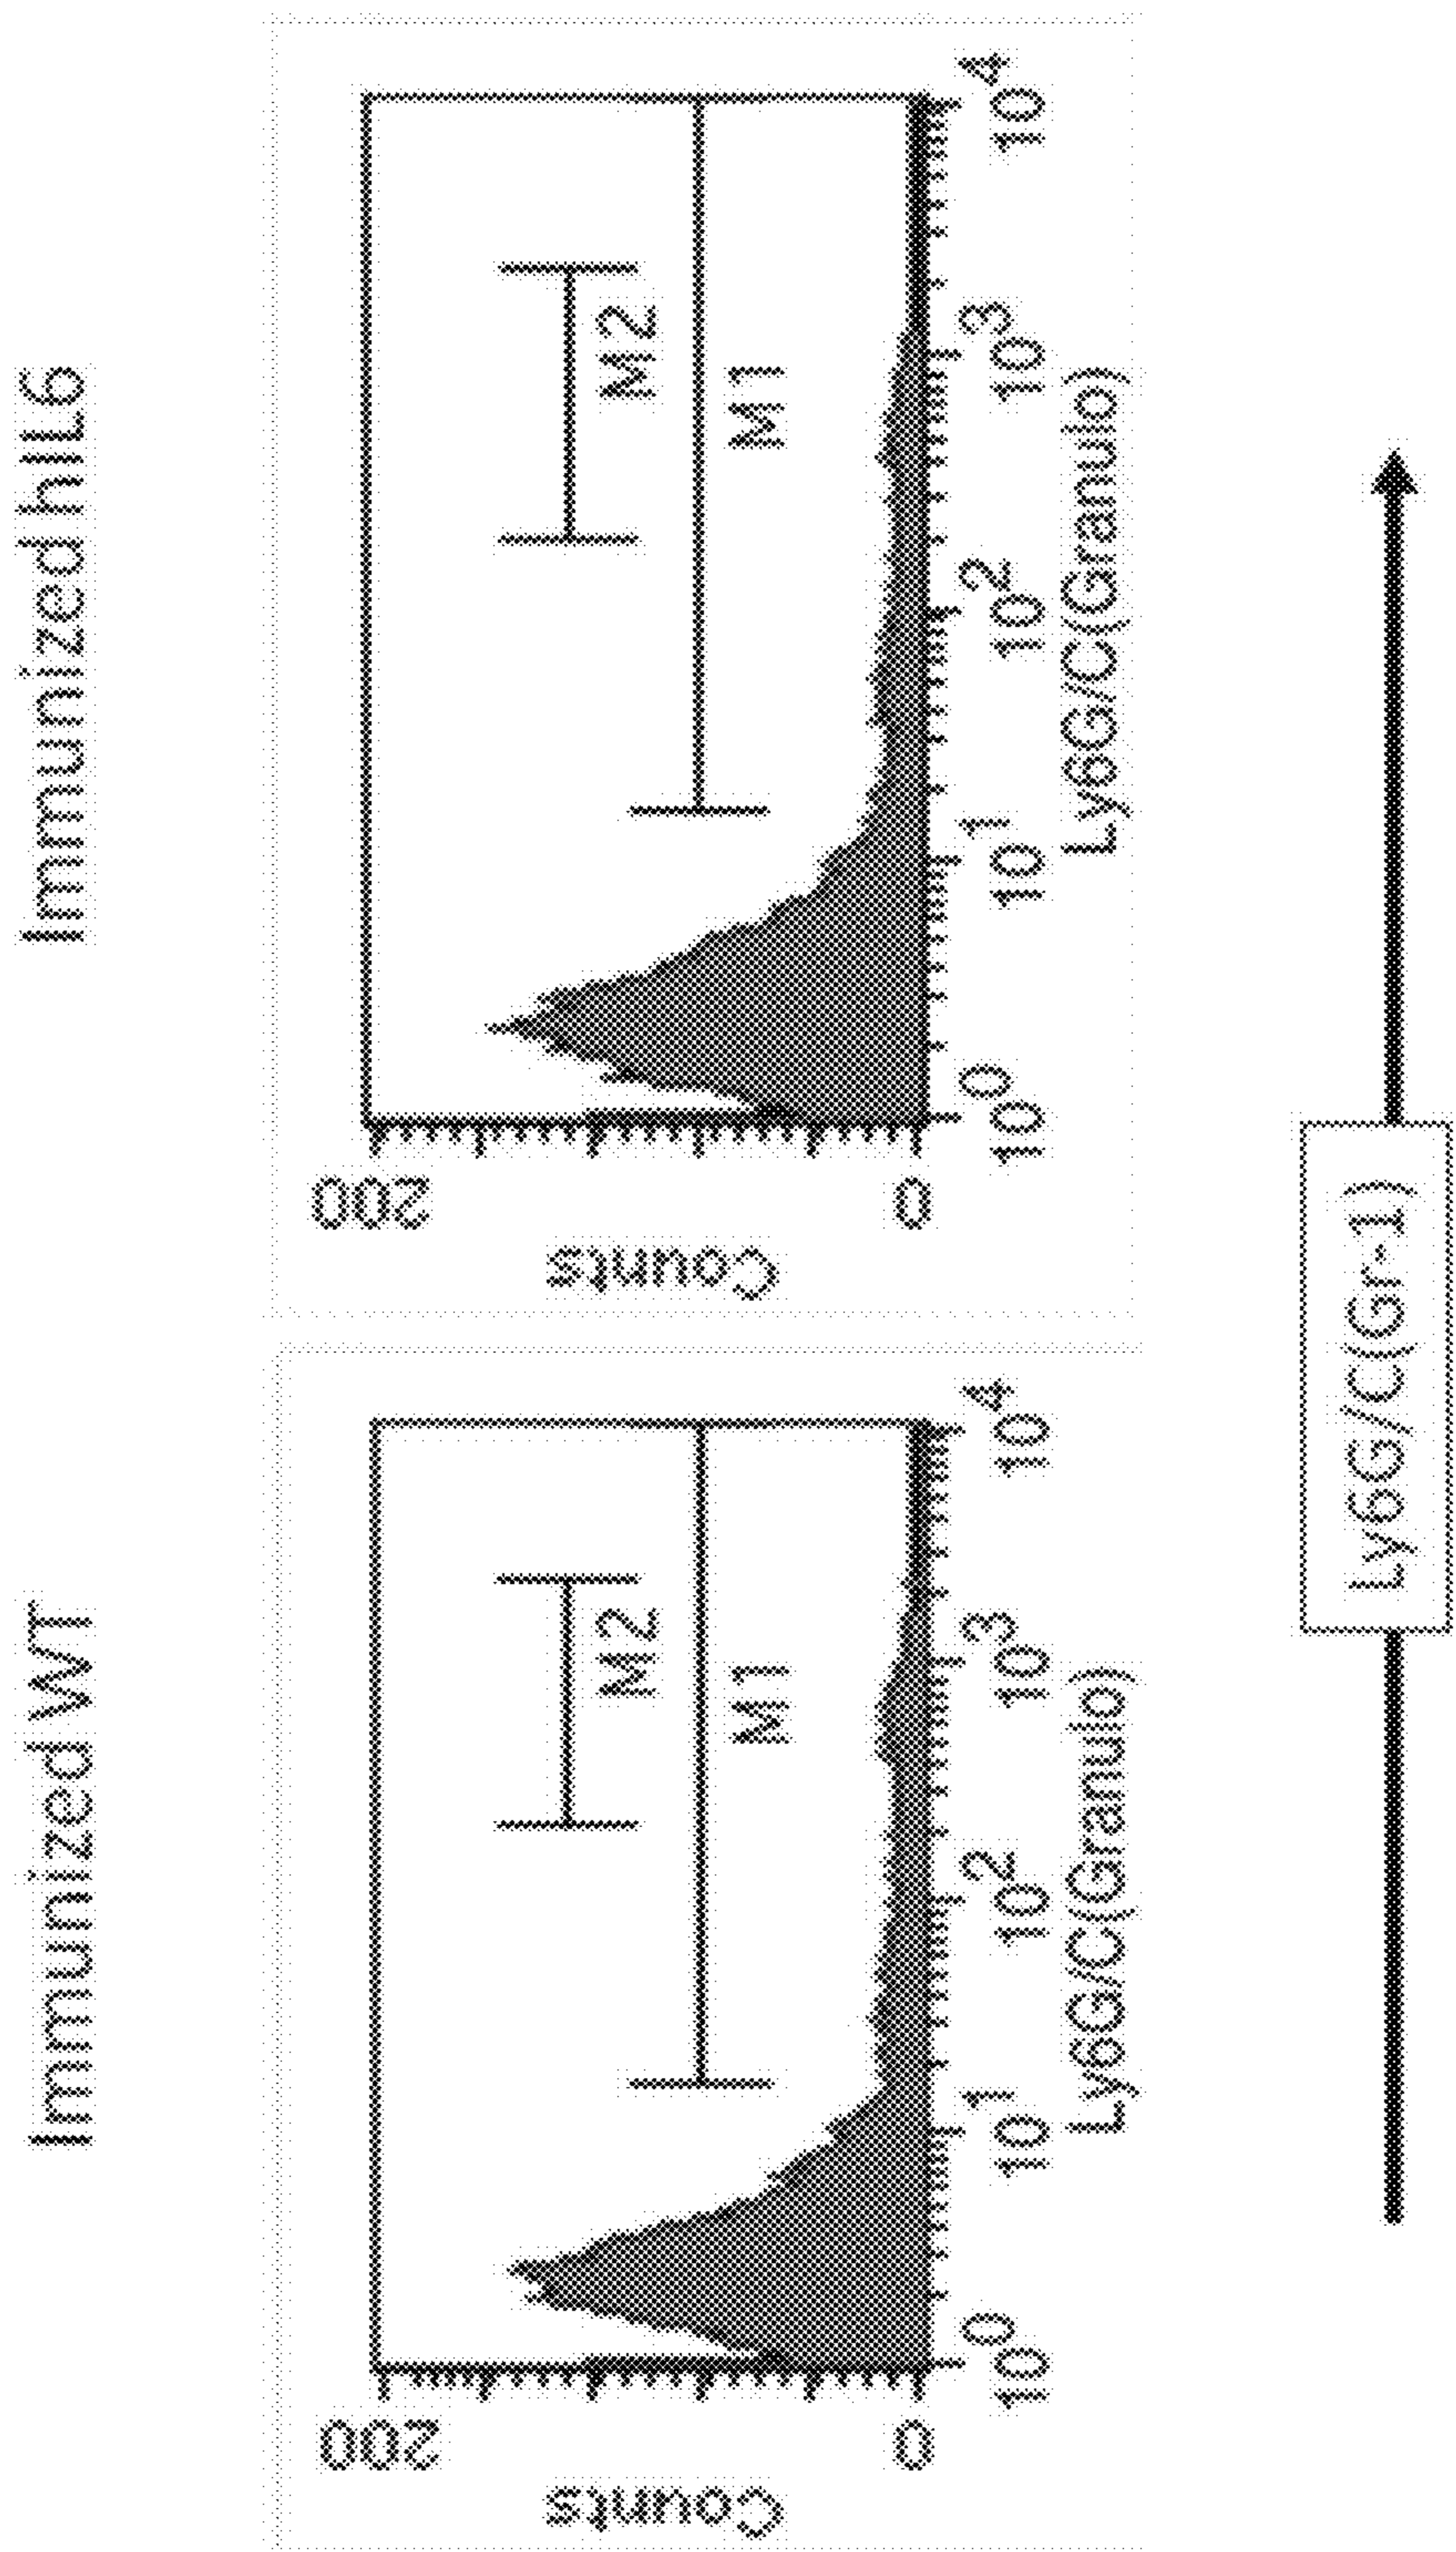 Immunized WT
Counts
200
0
M2
M1
10^0 10^1 10^2 10^3 10^4
Ly6G/C(Granulo)
Immunized hIL6
Counts
200
0
M2
M1
10^0 10^1 10^2 10^3 10^4
Ly6G/C(Granulo)
Ly6G/C(Gr-1)